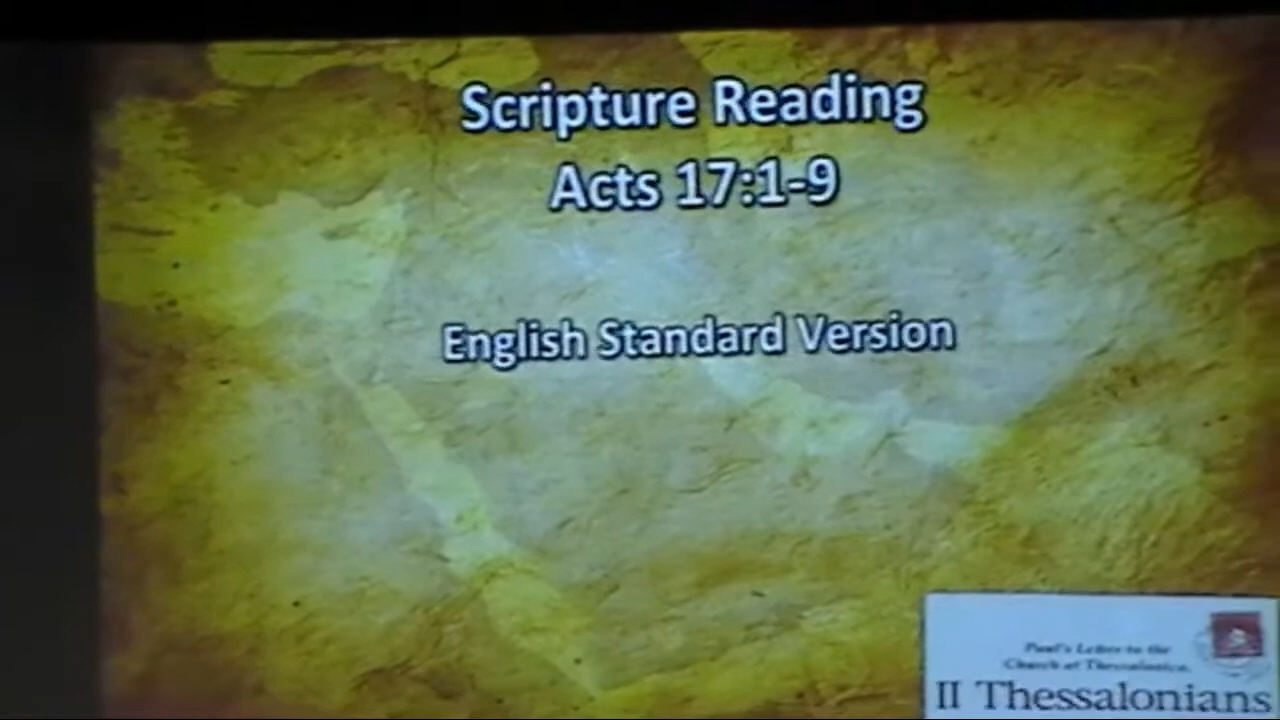 Scripture Reading
Acts 17:1-9
English Standard Version
Paul's Letter to the
Church at Thessalonica.
II Thessalonians